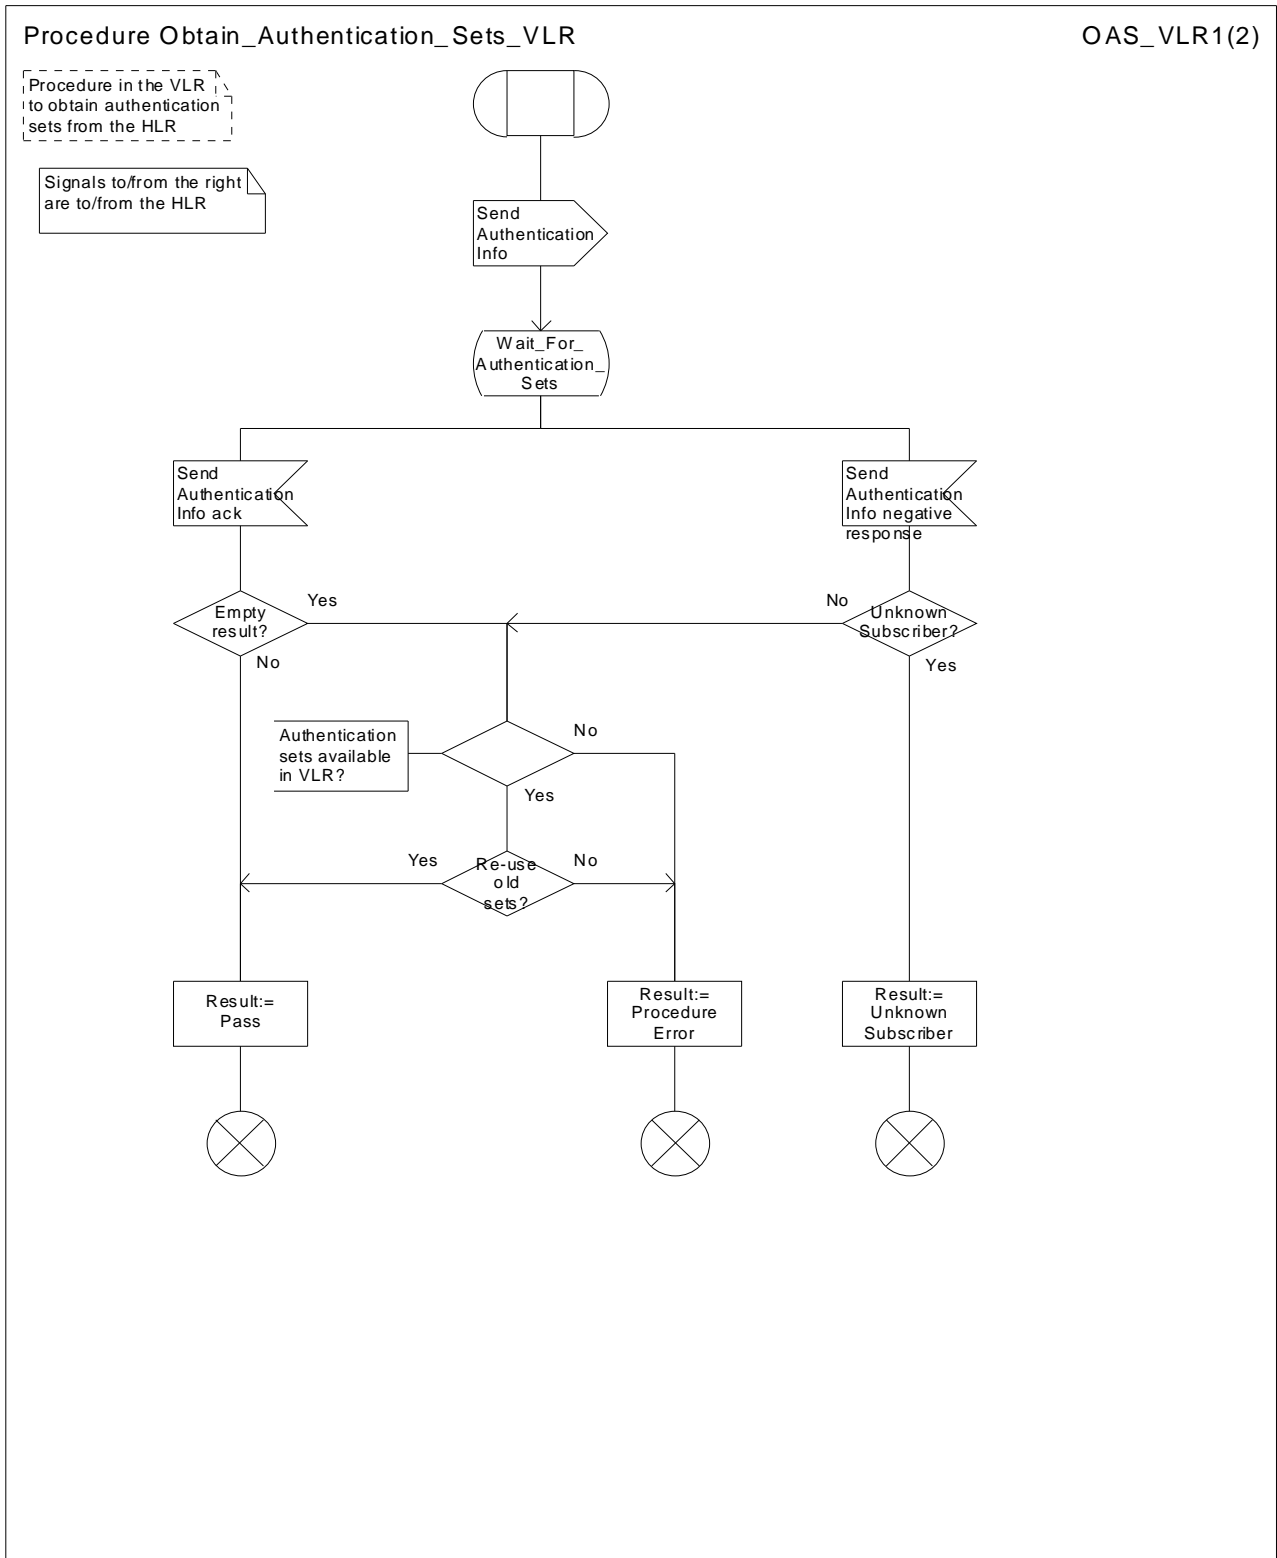 Procedure Obtain_Authentication_Sets_VLR
OAS_VLR1(2)
Procedure in the VLR
to obtain authentication
sets from the HLR
Signals to/from the right
are to/from the HLR
Send
Authentication
Info
Wait_For_
Authentication_
Sets
Send
Authentication
Info ack
Send
Authentication
Info negative
response
Empty
result?
Yes
No
No
Unknown
Subscriber?
Yes
Authentication
sets available
in VLR?
No
Yes
Yes
Re-use
old
sets?
No
Result:=
Pass
Result:=
Procedure
Error
Result:=
Unknown
Subscriber